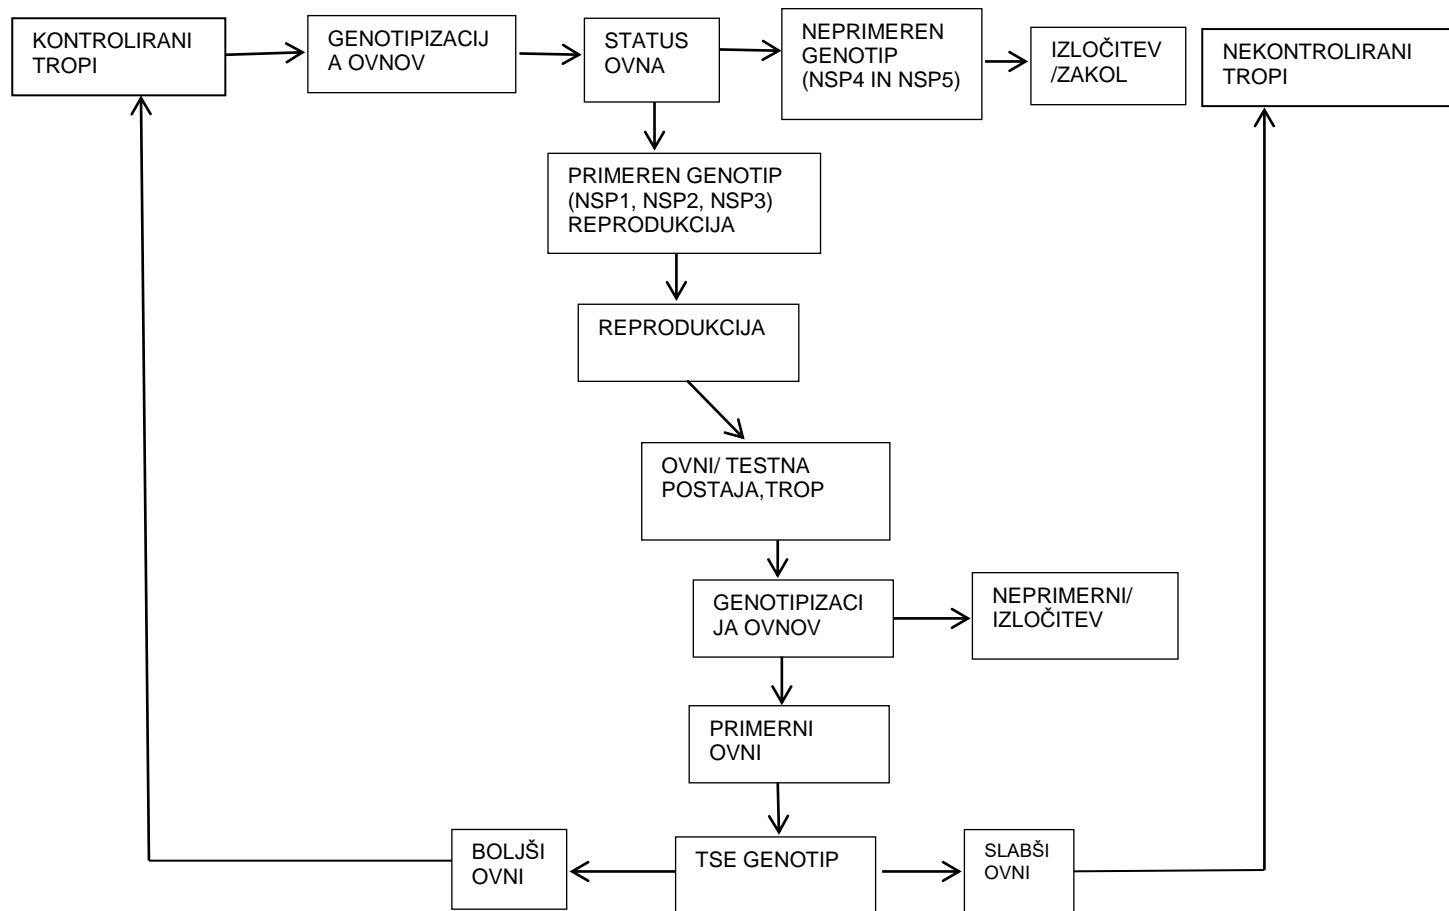 KONTROLIRANI
TROPI
GENOTIPIZACIJ
A OVNOV
STATUS
OVNA
NEPRIMEREN
GENOTIP
(NSP4 IN NSP5)
IZLOČITEV
/ZAKOL
NEKONTROLIRANI
TROPI
PRIMEREN GENOTIP
(NSP1, NSP2, NSP3)
REPRODUKCIJA
REPRODUKCIJA
OVNI/ TESTNA
POSTAJA,TROP
GENOTIPIZACI
JA OVNOV
NEPRIMERNI/
IZLOČITEV
PRIMERNI
OVNI
BOLJŠI
OVNI
TSE GENOTIP
SLABŠI
OVNI